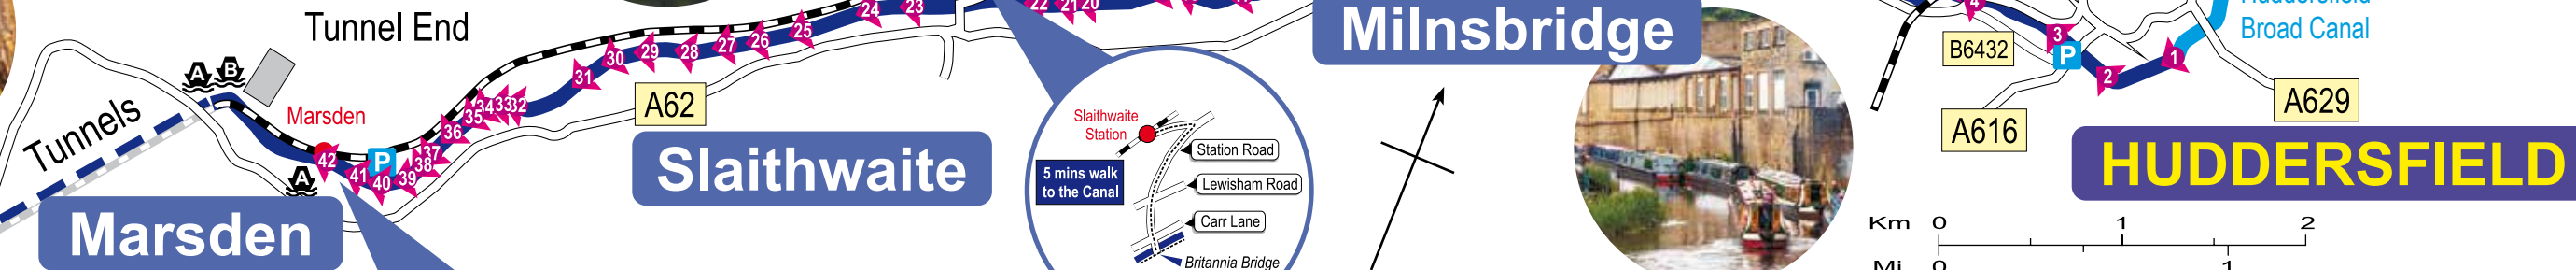 Tunnel End
24
23
22
21
20
25
26
27
28
29
30
31
A
B
Marsden
Tunnels
34
33
32
35
36
37
38
39
40
41
42
P
A
A62
Slaithwaite
Marsden
Slaithwaite
Station
5 mins walk
to the Canal
Station Road
Lewisham Road
Carr Lane
Britannia Bridge
Milnsbridge
4
3
P
2
1
B6432
Huddersfield
Broad Canal
A616
A629
HUDDERSFIELD
Km 0 1 2
Mi 0 1